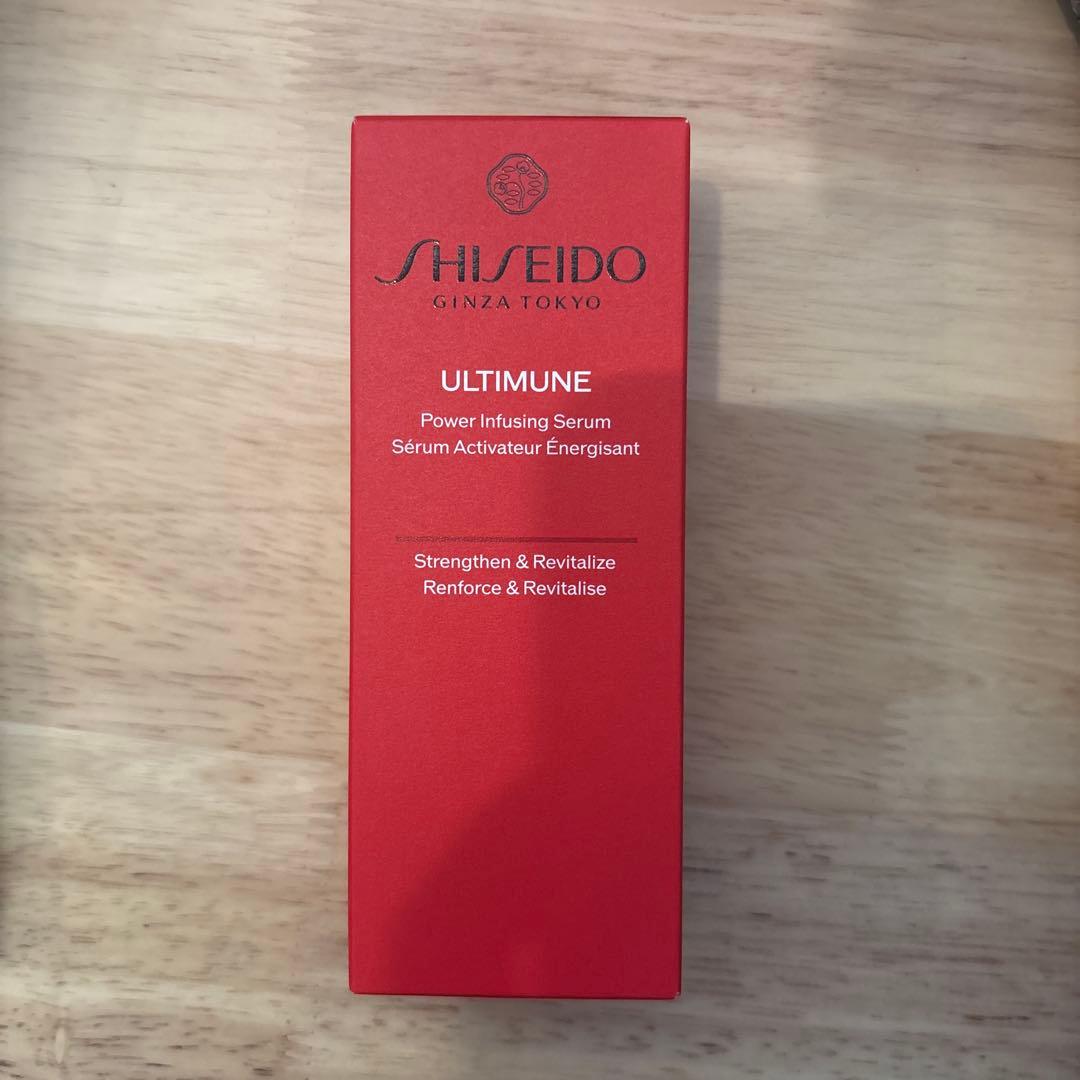 SHISEIDO
GINZA TOKYO
ULTIMUNE
Power Infusing Serum
Sérum Activateur Énergisant
Strengthen & Revitalize
Renforce & Revitalise